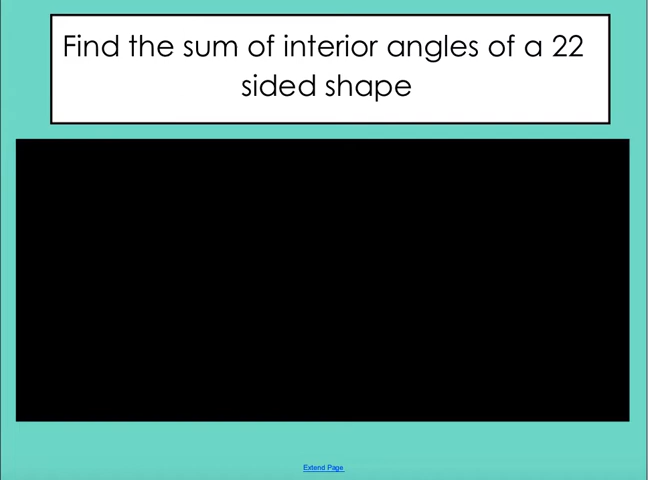 Find the sum of interior angles of a 22
sided shape
Extend Page